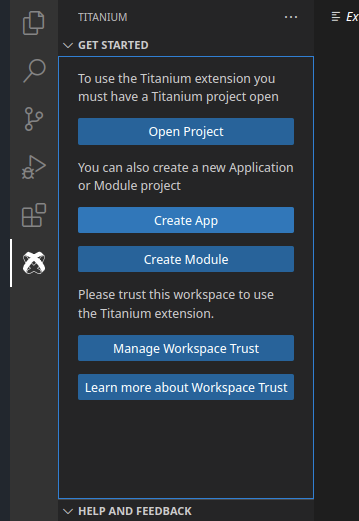 TITANIUM
GET STARTED
To use the Titanium extension you
must have a Titanium project open
Open Project
You can also create a new Application
or Module project
Create App
Create Module
Please trust this workspace to use
the Titanium extension.
Manage Workspace Trust
Learn more about Workspace Trust
HELP AND FEEDBACK
Ex